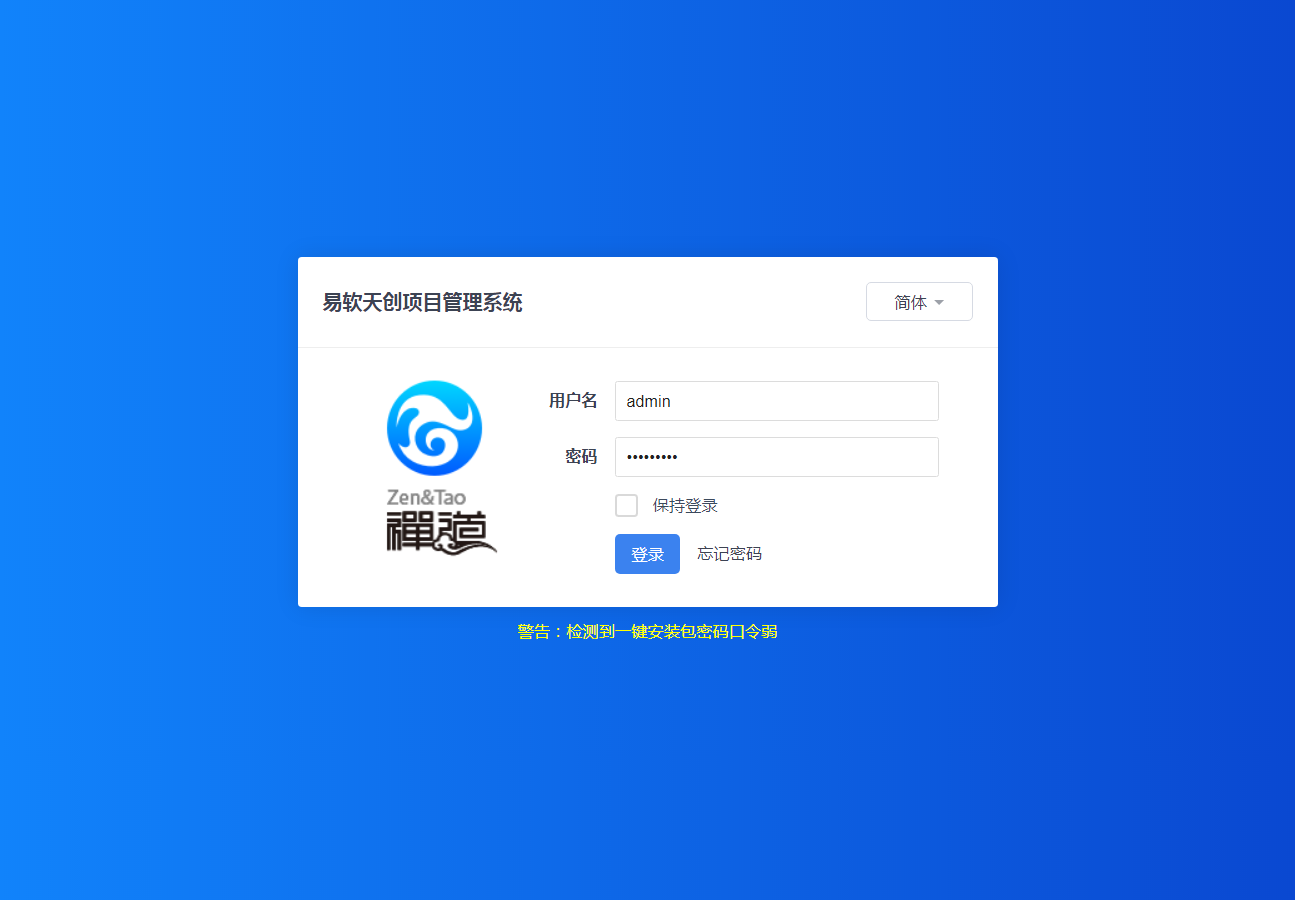 易软天创项目管理系统
简体
Zen&Tao
禅道
用户名
admin
密码
•••••••••
保持登录
登录
忘记密码
警告：检测到一键安装包密码口令弱